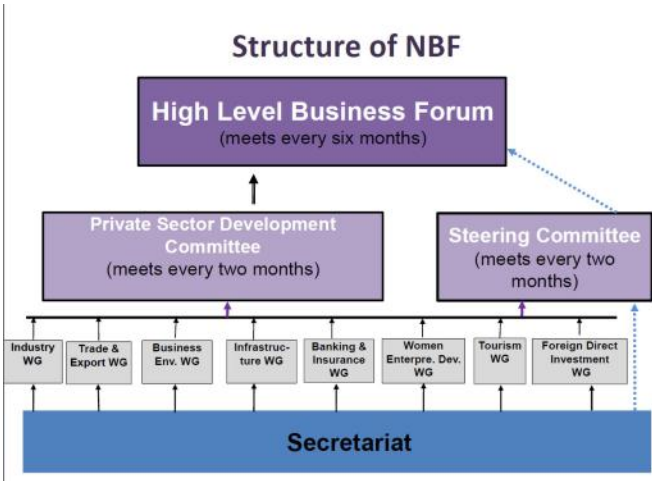 Structure of NBF
High Level Business Forum
(meets every six months)
Private Sector Development
Committee
(meets every two months)
Steering Committee
(meets every two
months)
Industry
WG
Trade &
Export WG
Business
Env. WG
Infrastruc-
ture WG
Banking &
Insurance
WG
Women
Enterpre. Dev.
WG
Tourism
WG
Foreign Direct
Investment
WG
Secretariat